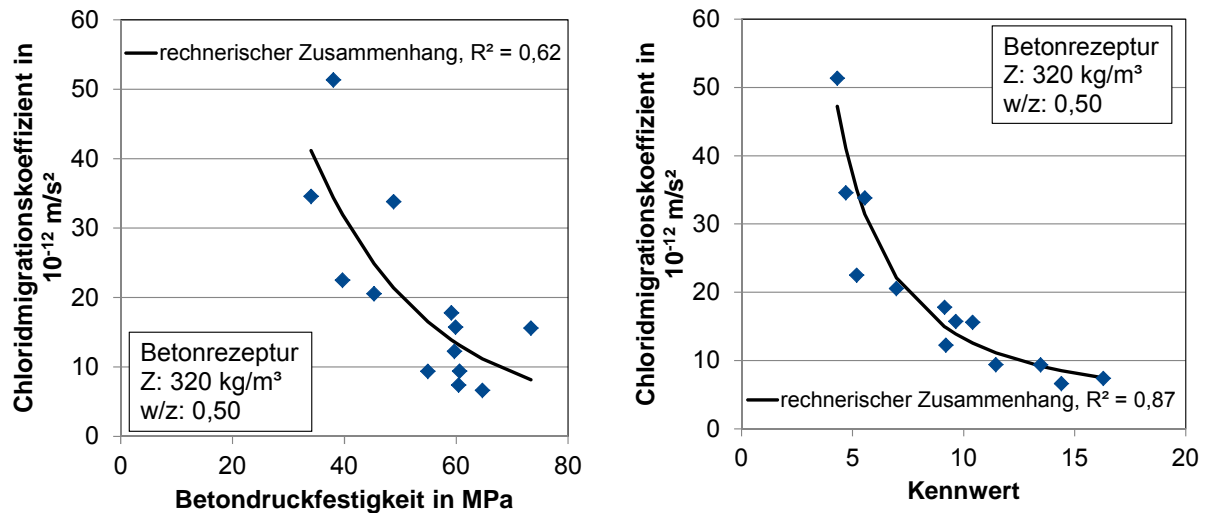 Chloridmigrationskoeffizient in
10⁻¹² m/s²
60
50
40
30
20
10
0
rechnerischer Zusammenhang, R² = 0,62
Betonrezeptur
Z: 320 kg/m³
w/z: 0,50
0 20 40 60 80
Betondruckfestigkeit in MPa
Chloridmigrationskoeffizient in
10⁻¹² m/s²
60
50
40
30
20
10
0
Betonrezeptur
Z: 320 kg/m³
w/z: 0,50
rechnerischer Zusammenhang, R² = 0,87
0 5 10 15 20
Kennwert